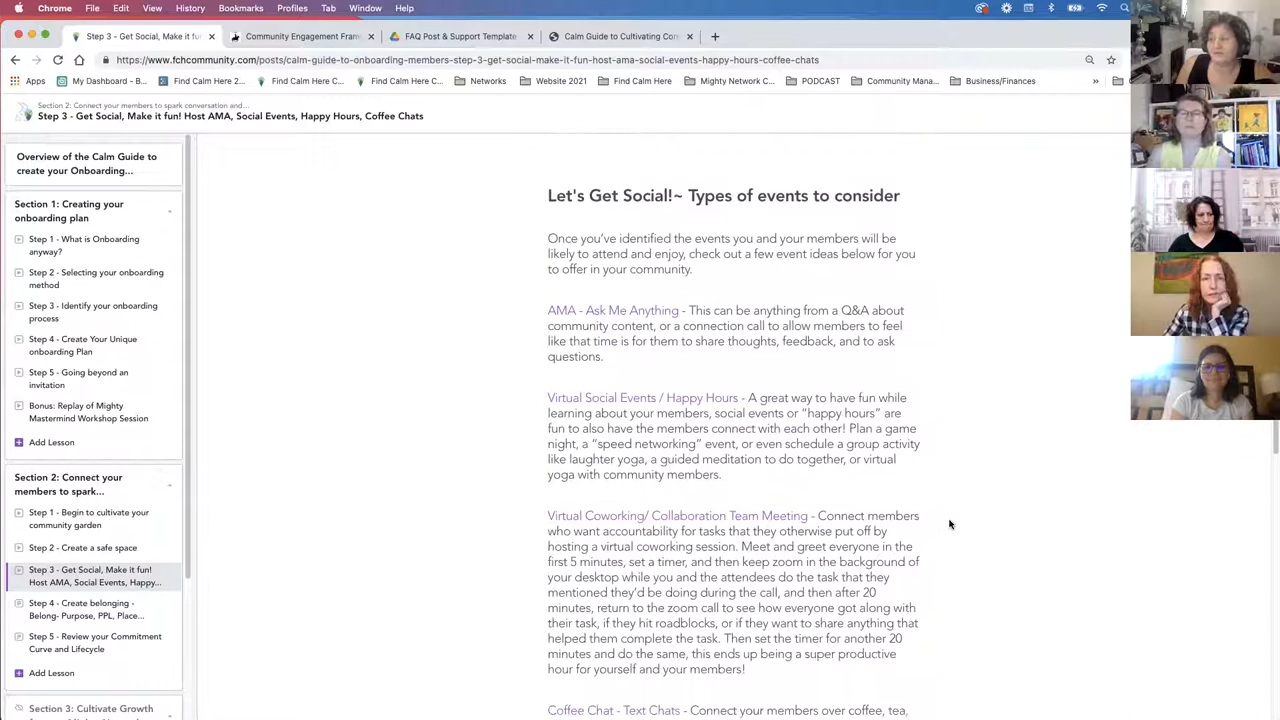 Chrome File Edit View History Bookmarks Profiles Tab Window Help
Step 3 - Get Social, Make it fun!
Community Engagement Fram
FAQ Post & Support Template
Calm Guide to Cultivating Con
https://www.fchcommunity.com/posts/calm-guide-to-onboarding-members-step-3-get-social-make-it-fun-host-ama-social-events-happy-hours-coffee-chats
Apps My Dashboard - B... Find Calm Here 2... Find Calm Here C... Find Calm Here C... Networks Website 2021 Find Calm Here Mighty Network C... PODCAST Community Mana... Business/Finances »
Section 2: Connect your members to spark conversation and...
Step 3 - Get Social, Make it fun! Host AMA, Social Events, Happy Hours, Coffee Chats
Overview of the Calm Guide to
create your Onboarding...
Section 1: Creating your
onboarding plan
Step 1 - What is Onboarding
anyway?
Step 2 - Selecting your onboarding
method
Step 3 - Identify your onboarding
process
Step 4 - Create Your Unique
onboarding Plan
Step 5 - Going beyond an
invitation
Bonus: Replay of Mighty
Mastermind Workshop Session
Add Lesson
Section 2: Connect your
members to spark...
Step 1 - Begin to cultivate your
community garden
Step 2 - Create a safe space
Step 3 - Get Social, Make it fun!
Host AMA, Social Events, Happy...
Step 4 - Create belonging -
Belong- Purpose, PPL, Place...
Step 5 - Review your Commitment
Curve and Lifecycle
Add Lesson
Section 3: Cultivate Growth
Let's Get Social!~ Types of events to consider
Once you've identified the events you and your members will be
likely to attend and enjoy, check out a few event ideas below for you
to offer in your community.
AMA - Ask Me Anything - This can be anything from a Q&A about
community content, or a connection call to allow members to feel
like that time is for them to share thoughts, feedback, and to ask
questions.
Virtual Social Events / Happy Hours - A great way to have fun while
learning about your members, social events or “happy hours” are
fun to also have the members connect with each other! Plan a game
night, a “speed networking” event, or even schedule a group activity
like laughter yoga, a guided meditation to do together, or virtual
yoga with community members.
Virtual Coworking/ Collaboration Team Meeting - Connect members
who want accountability for tasks that they otherwise put off by
hosting a virtual coworking session. Meet and greet everyone in the
first 5 minutes, set a timer, and then keep zoom in the background of
your desktop while you and the attendees do the task that they
mentioned they'd be doing during the call, and then after 20
minutes, return to the zoom call to see how everyone got along with
their task, if they hit roadblocks, or if they want to share anything that
helped them complete the task. Then set the timer for another 20
minutes and do the same, this ends up being a super productive
hour for yourself and your members!
Coffee Chat - Text Chats - Connect your members over coffee, tea,